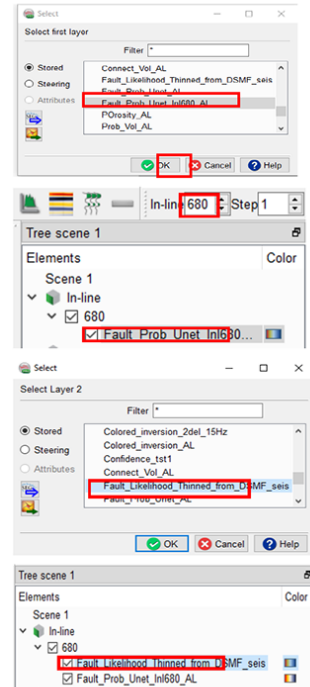 Select
Select first layer
Filter *
Stored
Steering
Attributes
Connect_Vol_AL
Fault_Likelihood_Thinned_from_DSMF_seis
Fault_Prob_Unet_AL
Fault_Prob_Unet_Inl680_AL
POrosity_AL
Prob_Vol_AL
OK Cancel Help
In-line 680 Step 1
Tree scene 1
Elements Color
Scene 1
In-line
680
Fault_Prob_Unet_Inl680...
Select
Select Layer 2
Filter *
Stored
Steering
Attributes
Colored_inversion_2del_15Hz
Colored_inversion_AL
Confidence_tst1
Connect_Vol_AL
Fault_Likelihood_Thinned_from_DSMF_seis
Fault_Prob_Unet_AL
OK Cancel Help
Tree scene 1
Elements Color
Scene 1
In-line
680
Fault_Likelihood_Thinned_from_DSMF_seis
Fault_Prob_Unet_Inl680_AL